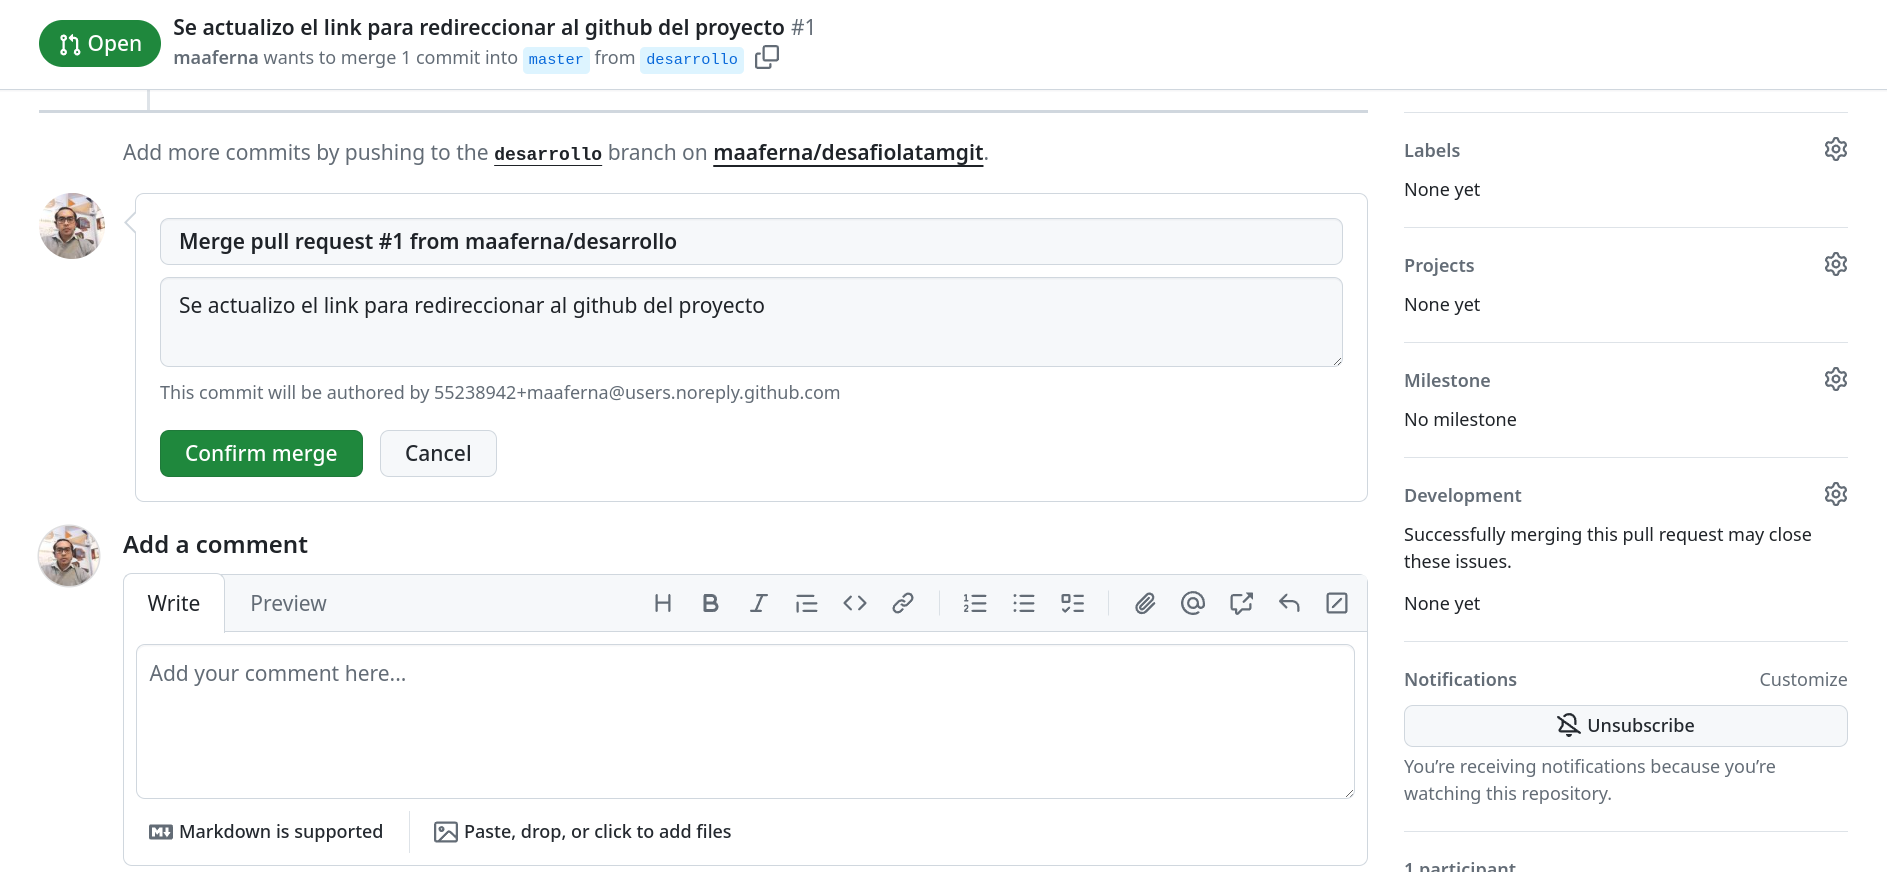 Open
Se actualizo el link para redireccionar al github del proyecto #1
maaferna wants to merge 1 commit into master from desarrollo
Add more commits by pushing to the desarrollo branch on maaferna/desafiolatamgit.
Merge pull request #1 from maaferna/desarrollo
Se actualizo el link para redireccionar al github del proyecto
This commit will be authored by 55238942+maaferna@users.noreply.github.com
Confirm merge
Cancel
Add a comment
Write
Preview
Add your comment here...
Markdown is supported
Paste, drop, or click to add files
Labels
None yet
Projects
None yet
Milestone
No milestone
Development
Successfully merging this pull request may close
these issues.
None yet
Notifications
Customize
Unsubscribe
You’re receiving notifications because you’re
watching this repository.
1 participant